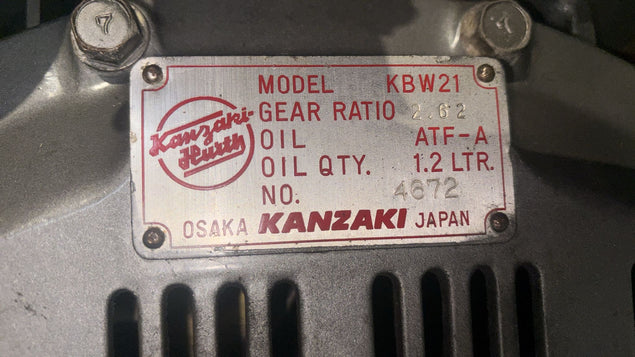 7
7
MODEL KBW21
GEAR RATIO 2.62
OIL ATF-A
OIL QTY. 1.2 LTR.
NO. 4672
Kanzaki-
Hurth
OSAKA KANZAKI JAPAN